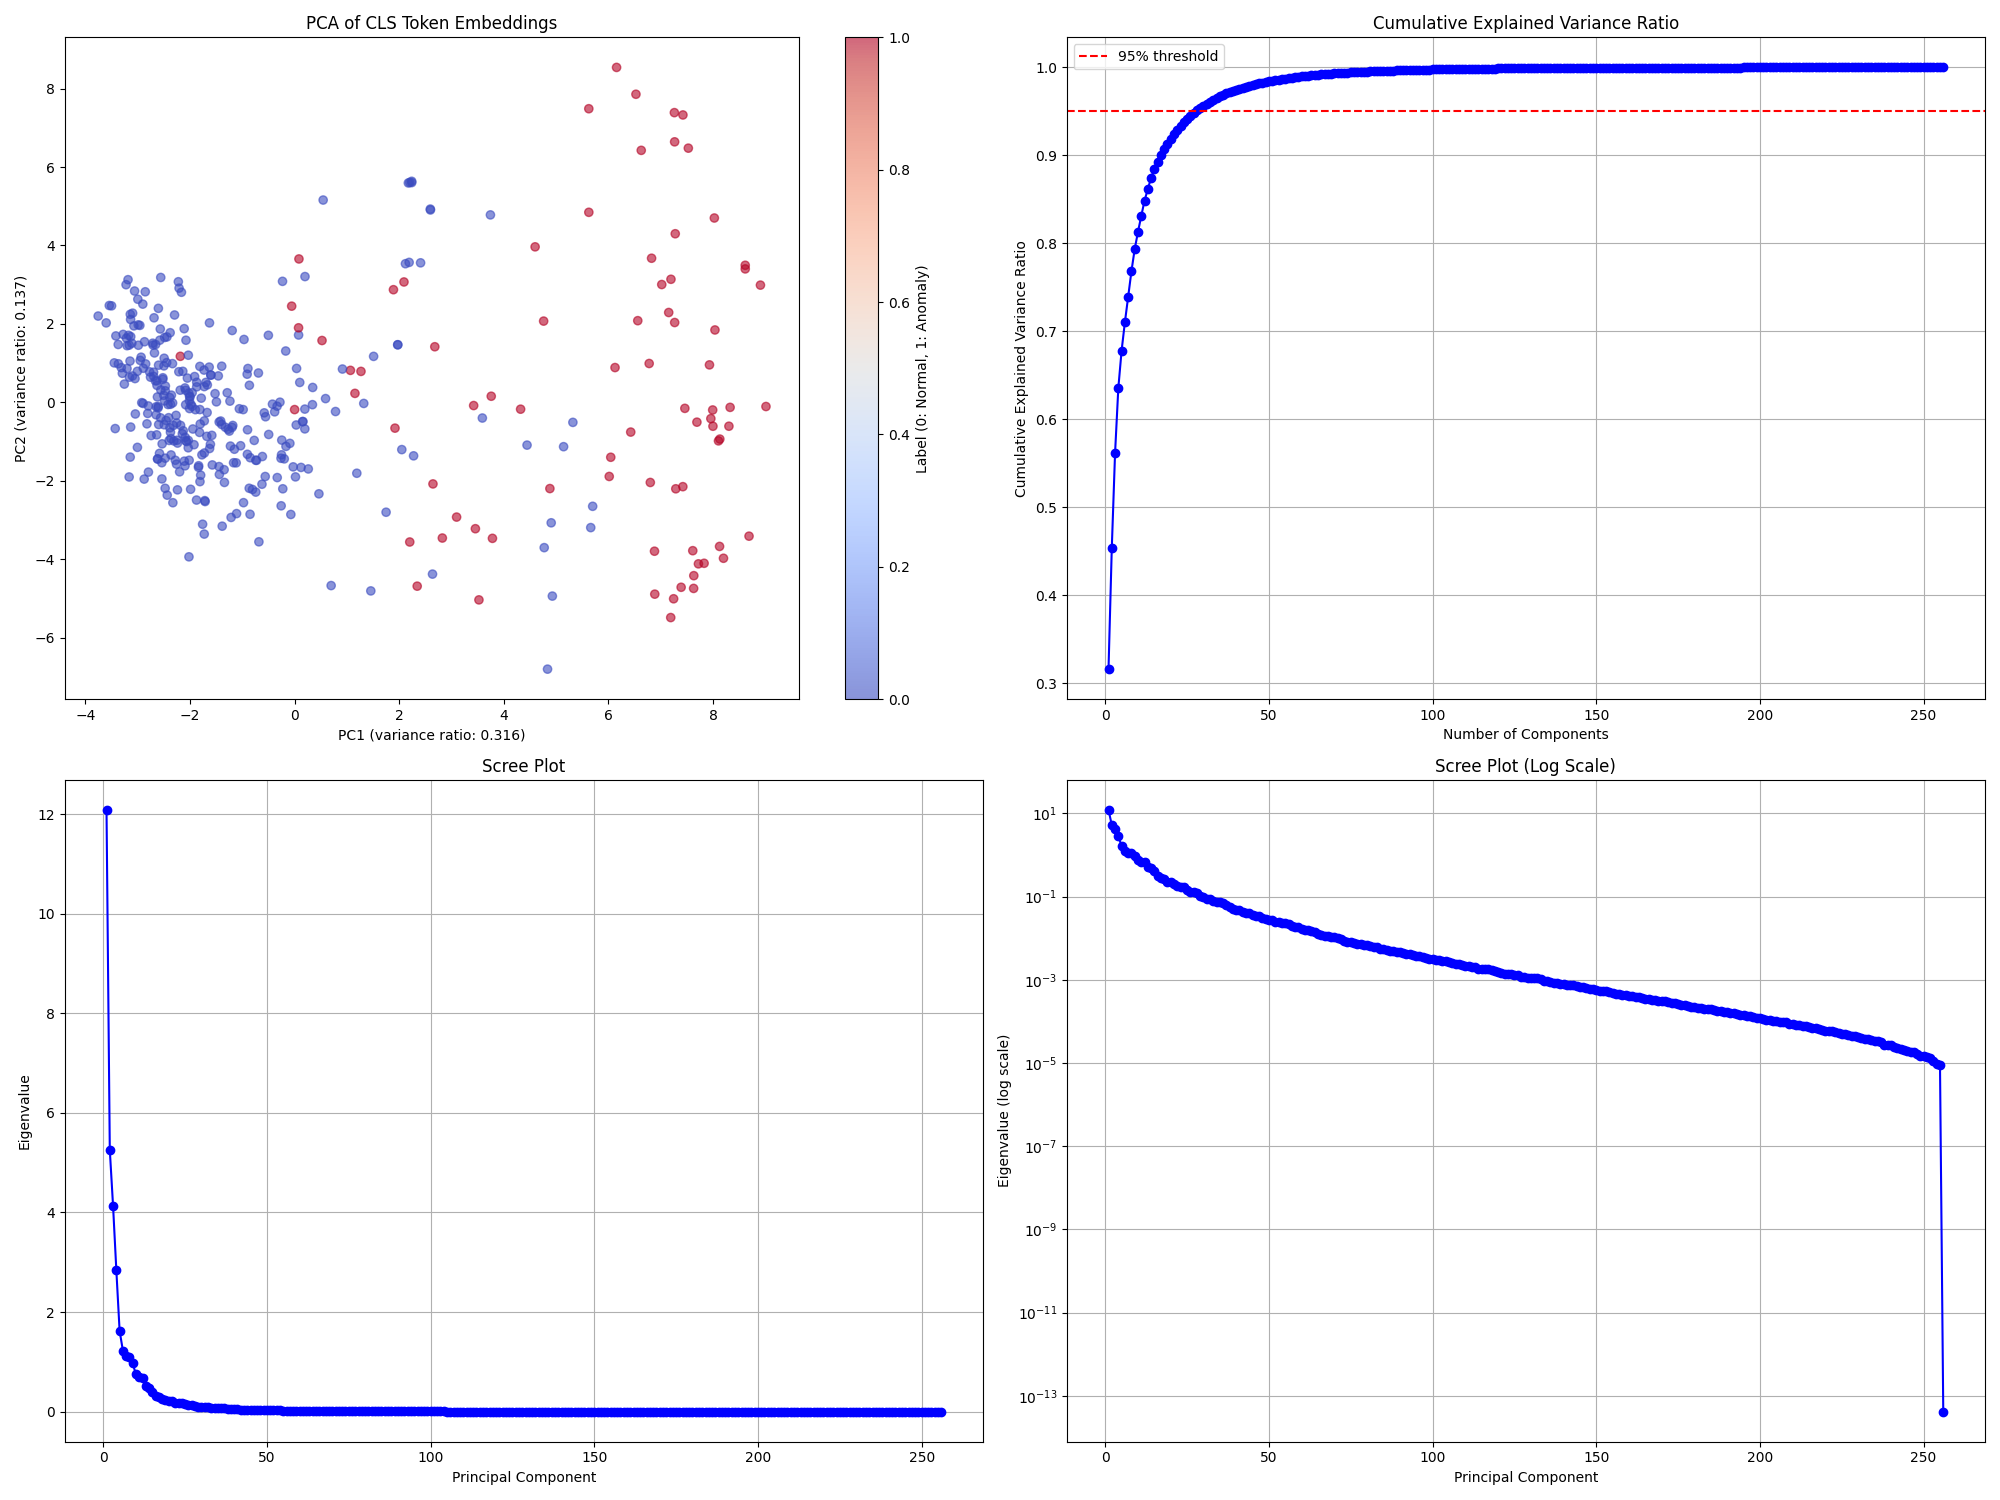 PCA of CLS Token Embeddings
8
6
4
2
0
−2
−4
−6
PC2 (variance ratio: 0.137)
−4 −2 0 2 4 6 8
PC1 (variance ratio: 0.316)
1.0
0.8
0.6
0.4
0.2
0.0
Label (0: Normal, 1: Anomaly)
Cumulative Explained Variance Ratio
95% threshold
1.0
0.9
0.8
0.7
0.6
0.5
0.4
0.3
Cumulative Explained Variance Ratio
0 50 100 150 200 250
Number of Components
Scree Plot
12
10
8
6
4
2
0
Eigenvalue
0 50 100 150 200 250
Principal Component
Scree Plot (Log Scale)
10¹
10⁻¹
10⁻³
10⁻⁵
10⁻⁷
10⁻⁹
10⁻¹¹
10⁻¹³
Eigenvalue (log scale)
0 50 100 150 200 250
Principal Component